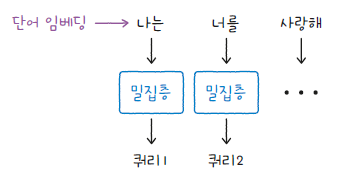 단어 임베딩 나는 너를 사랑해
밀집층 밀집층 ...
쿼리1 쿼리2